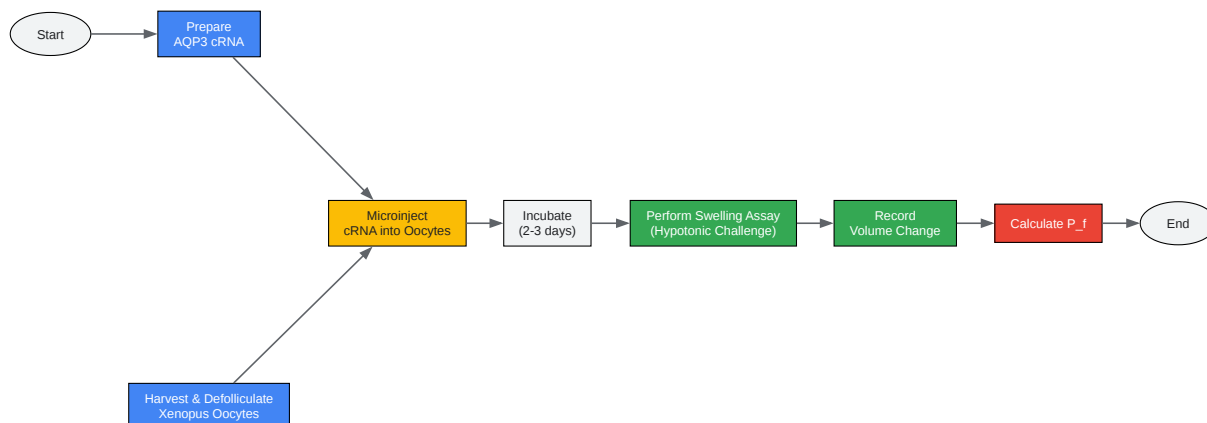 Start
Prepare
AQP3 cRNA
Microinject
cRNA into Oocytes
Incubate
(2-3 days)
Perform Swelling Assay
(Hypotonic Challenge)
Record
Volume Change
Calculate P_f
End
Harvest & Defolliculate
Xenopus Oocytes